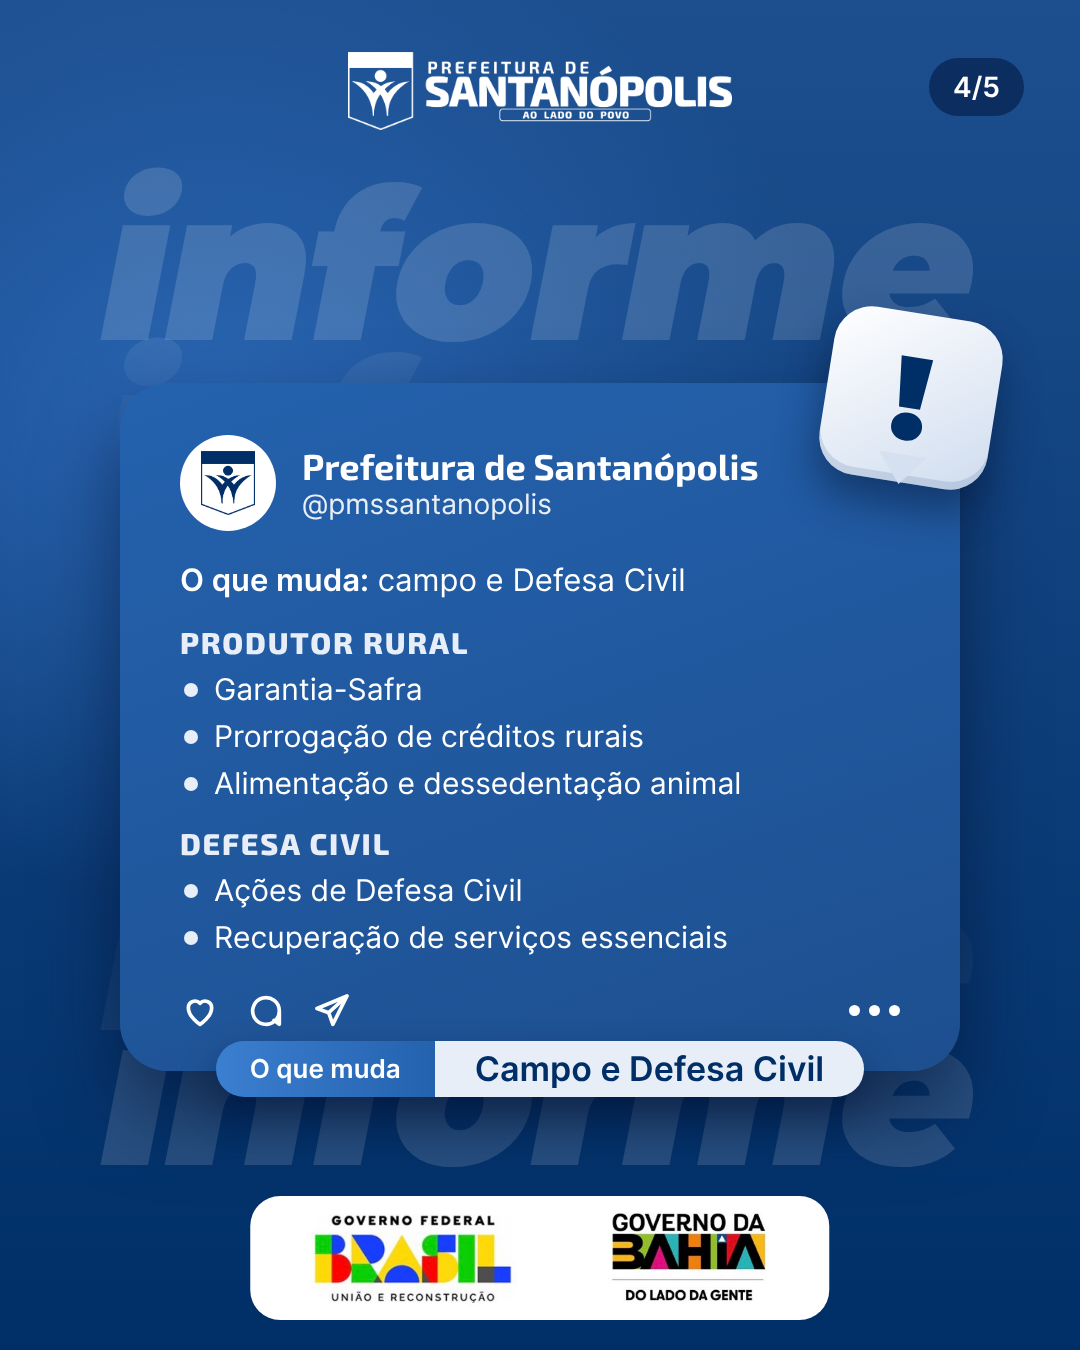 PREFEITURA DE
SANTANÓPOLIS
AO LADO DO POVO
4/5
informe
Prefeitura de Santanópolis
@pmssantanopolis
O que muda: campo e Defesa Civil
PRODUTOR RURAL
Garantia-Safra
Prorrogação de créditos rurais
Alimentação e dessedentação animal
DEFESA CIVIL
Ações de Defesa Civil
Recuperação de serviços essenciais
O que muda
Campo e Defesa Civil
informe
GOVERNO FEDERAL
BRASIL
UNIÃO E RECONSTRUÇÃO
GOVERNO DA
BAHIA
DO LADO DA GENTE